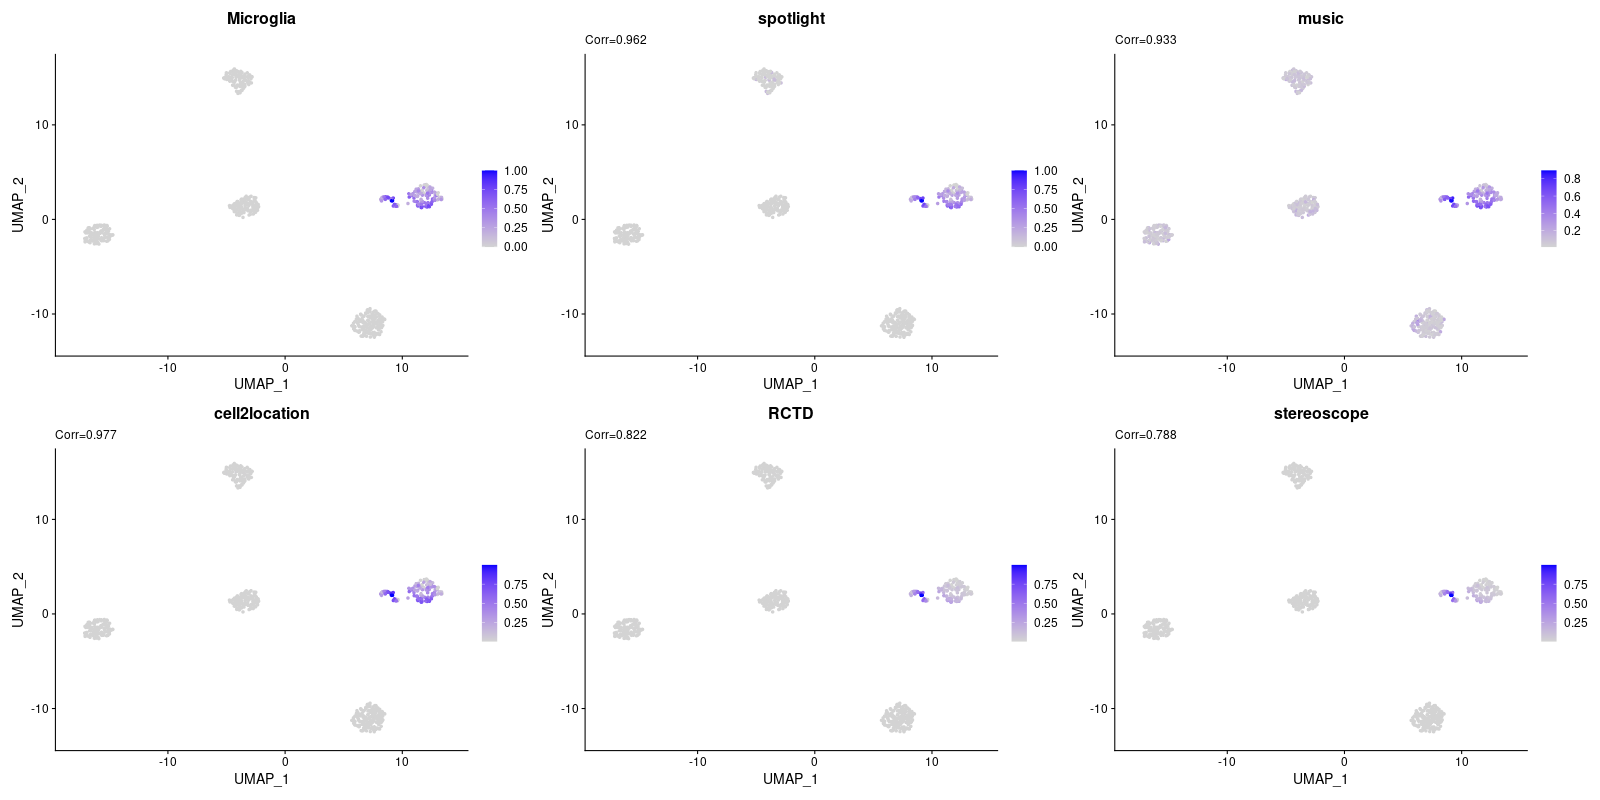 Microglia
UMAP_2
10
0
-10
-10
0
10
UMAP_1
1.00
0.75
0.50
0.25
0.00
spotlight
Corr=0.962
UMAP_2
10
0
-10
-10
0
10
UMAP_1
1.00
0.75
0.50
0.25
0.00
music
Corr=0.933
UMAP_2
10
0
-10
-10
0
10
UMAP_1
0.8
0.6
0.4
0.2
cell2location
Corr=0.977
UMAP_2
10
0
-10
-10
0
10
UMAP_1
0.75
0.50
0.25
RCTD
Corr=0.822
UMAP_2
10
0
-10
-10
0
10
UMAP_1
0.75
0.50
0.25
stereoscope
Corr=0.788
UMAP_2
10
0
-10
-10
0
10
UMAP_1
0.75
0.50
0.25